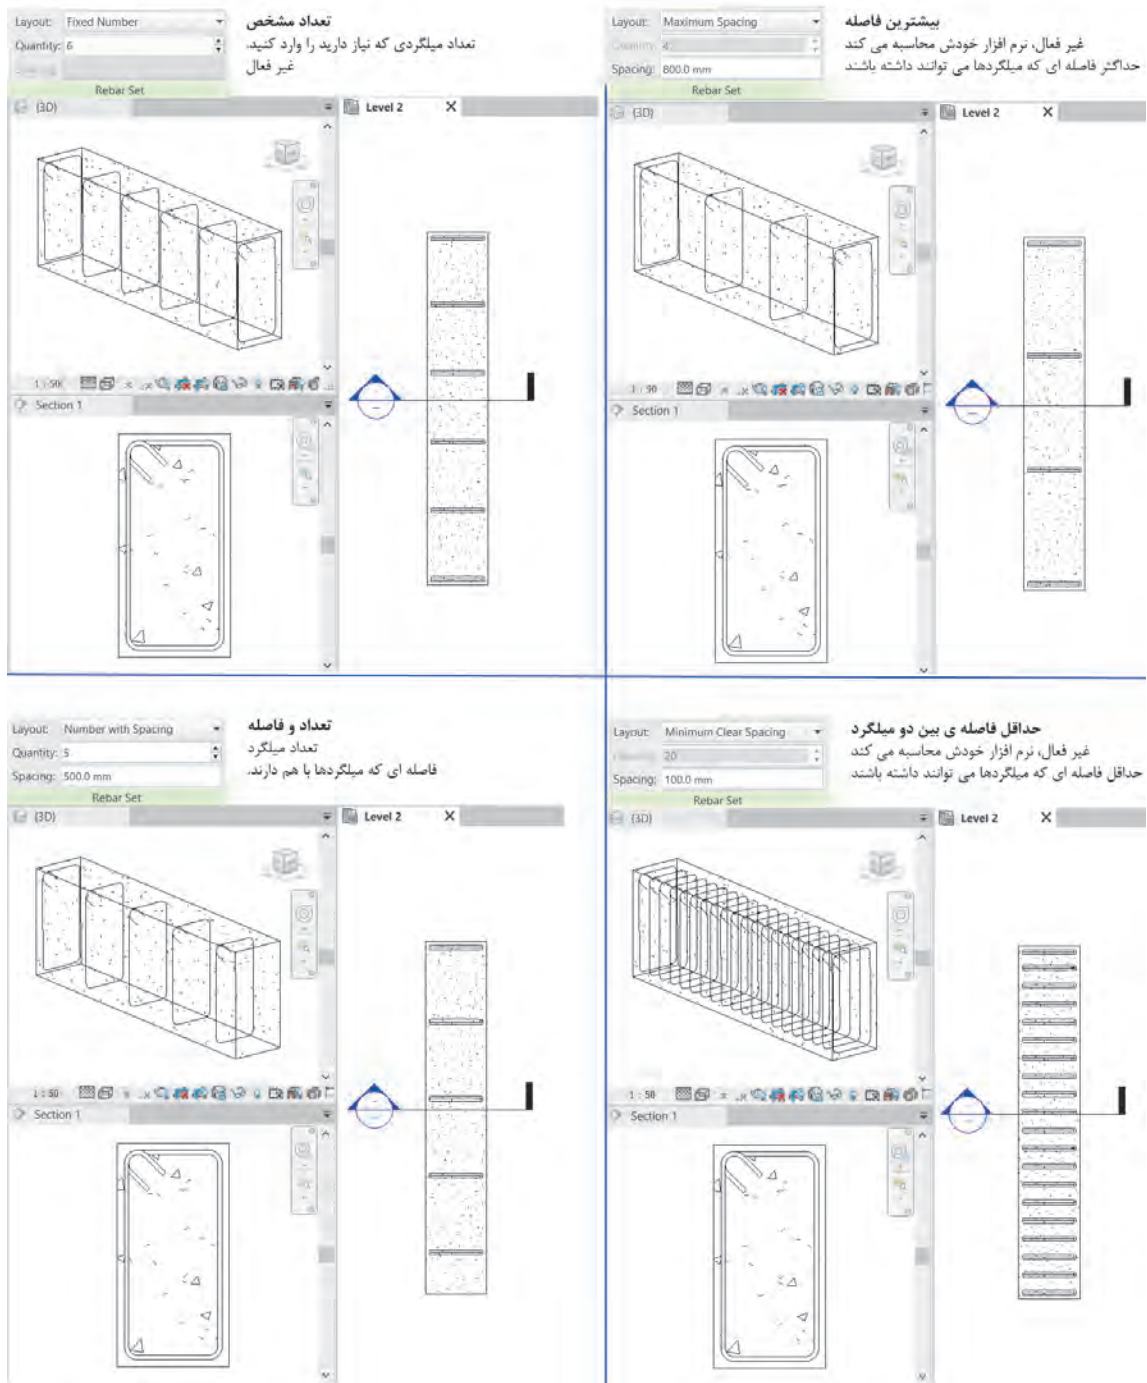 Layout: Fixed Number
تعداد مشخص
Quantity: 6
تعداد میلگردی که نیاز دارید را وارد کنید.
غیر فعال
Rebar Set
{3D}
Level 2 X
1 : 50
Section 1
Layout: Maximum Spacing
بیشترین فاصله
Quantity: 4
غیر فعال، نرم افزار خودش محاسبه می کند
Spacing: 800.0 mm
حداکثر فاصله ای که میلگردها می توانند داشته باشند
Rebar Set
{3D}
Level 2 X
1 : 50
Section 1
Layout: Number with Spacing
تعداد و فاصله
Quantity: 5
تعداد میلگرد
Spacing: 500.0 mm
فاصله ای که میلگردها با هم دارند.
Rebar Set
{3D}
Level 2 X
1 : 50
Section 1
Layout: Minimum Clear Spacing
حداقل فاصله ی بین دو میلگرد
20
غیر فعال، نرم افزار خودش محاسبه می کند
Spacing: 100.0 mm
حداقل فاصله ای که میلگردها می توانند داشته باشند
Rebar Set
{3D}
Level 2 X
1 : 50
Section 1